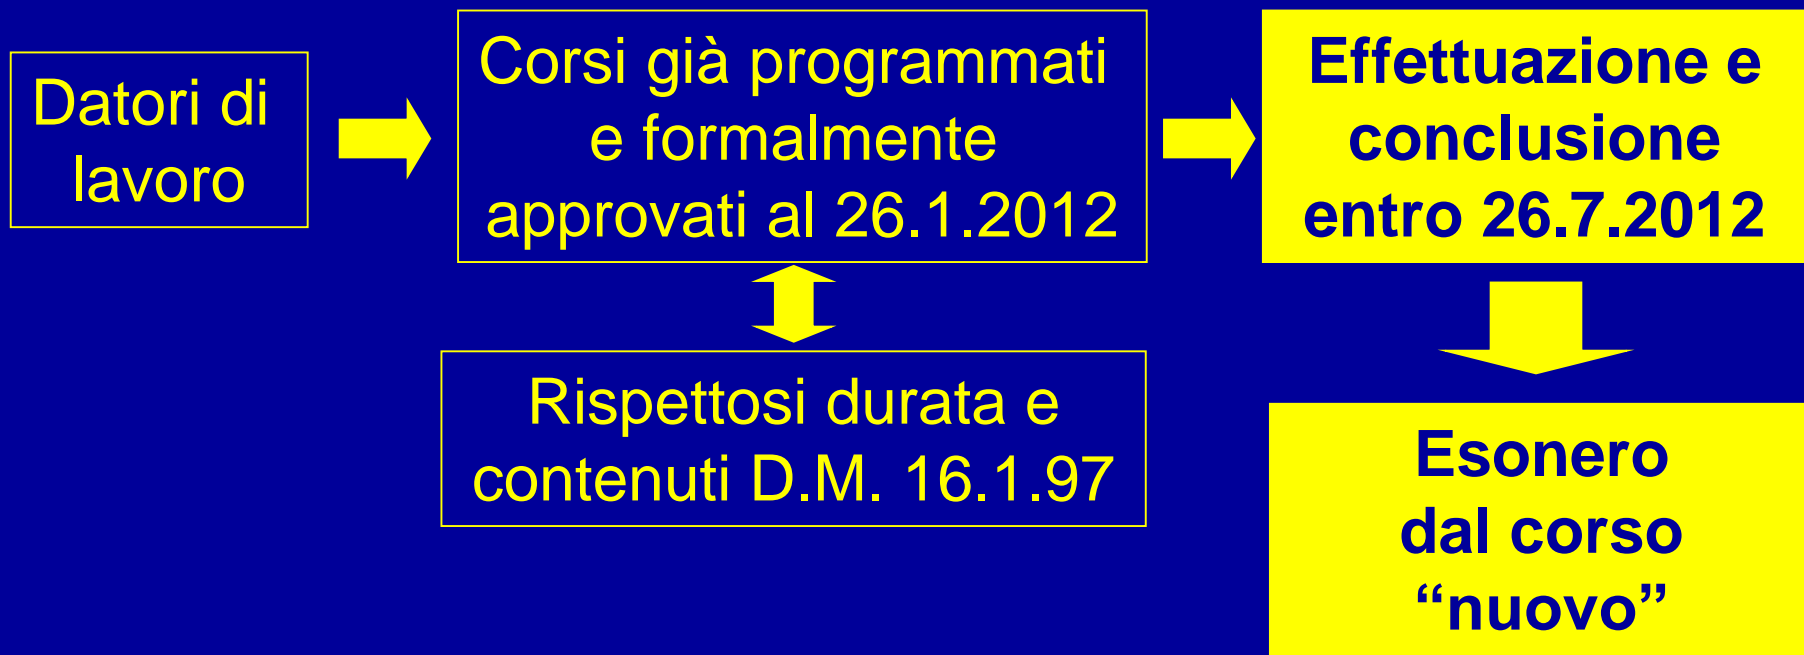 Datori di
lavoro
Corsi già programmati
e formalmente
approvati al 26.1.2012
Effettuazione e
conclusione
entro 26.7.2012
Rispettosi durata e
contenuti D.M. 16.1.97
Esonero
dal corso
“nuovo”